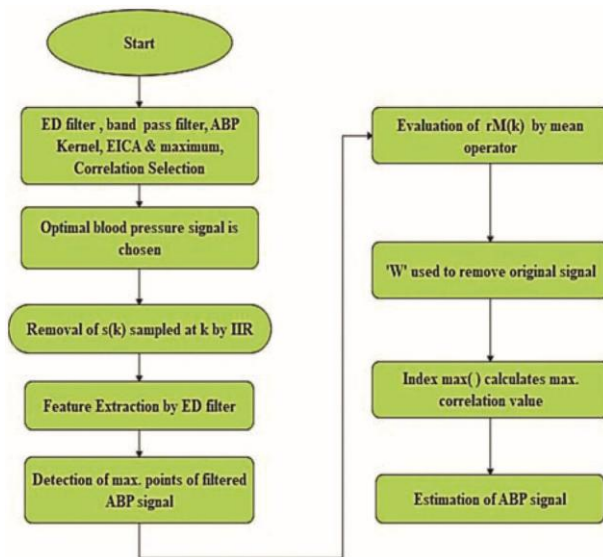 Start
ED filter , band pass filter, ABP
Kernel, EICA & maximum,
Correlation Selection
Optimal blood pressure signal is
chosen
Removal of s(k) sampled at k by IIR
Feature Extraction by ED filter
Detection of max. points of filtered
ABP signal
Evaluation of rM(k) by mean
operator
'W' used to remove original signal
Index max( ) calculates max.
correlation value
Estimation of ABP signal